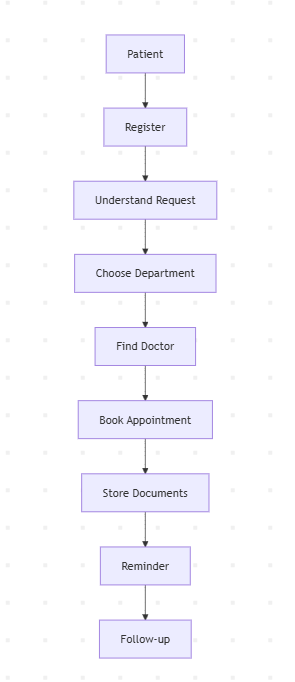 Patient
Register
Understand Request
Choose Department
Find Doctor
Book Appointment
Store Documents
Reminder
Follow-up